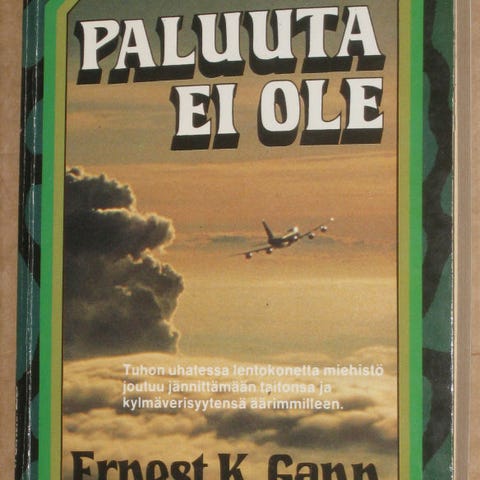 PALUUTA
EI OLE
Tuhon uhatessa lentokonetta miehistö
joutuu jännittämään taitonsa ja
kylmäverisyytensä äärimmilleen.
Ernest K. Gann